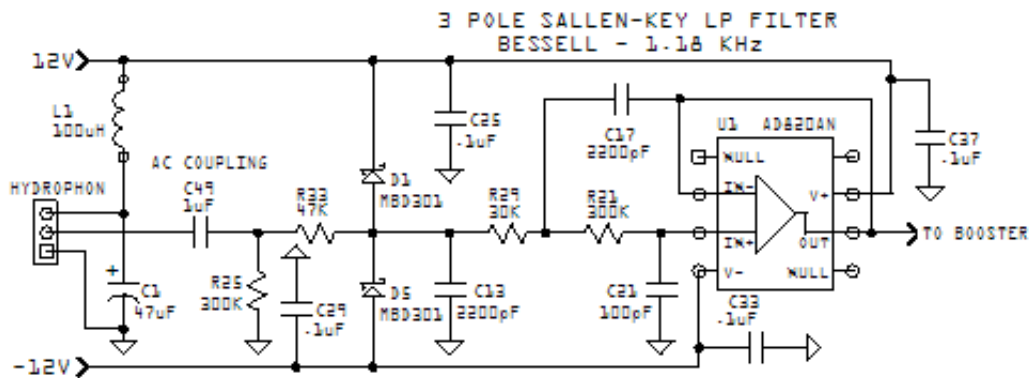 3 POLE SALLEN-KEY LP FILTER
BESSELL - 1.18 KHz
12V
L1
100uH
C25
.1uF
C17
2200pF
U1 AD820AN
C37
.1uF
AC COUPLING
HYDROPHON
C49
1uF
R33
47K
D1
MBD301
R29
30K
R21
300K
NULL
IN-
V+
IN+
OUT
V-
NULL
TO BOOSTER
+
C1
47uF
R25
300K
C29
.1uF
D5
MBD301
C13
2200pF
C21
100pF
C33
.1uF
-12V